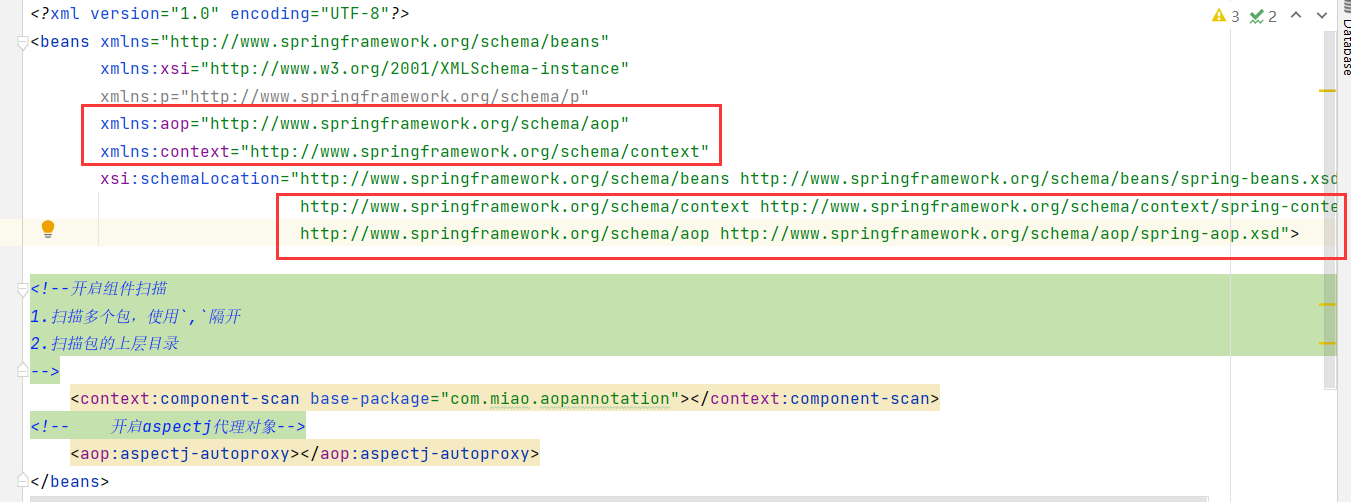 <?xml version="1.0" encoding="UTF-8"?>
3 2
Database
<beans xmlns="http://www.springframework.org/schema/beans"
xmlns:xsi="http://www.w3.org/2001/XMLSchema-instance"
xmlns:p="http://www.springframework.org/schema/p"
xmlns:aop="http://www.springframework.org/schema/aop"
xmlns:context="http://www.springframework.org/schema/context"
xsi:schemaLocation="http://www.springframework.org/schema/beans http://www.springframework.org/schema/beans/spring-beans.xsd
http://www.springframework.org/schema/context http://www.springframework.org/schema/context/spring-conte
http://www.springframework.org/schema/aop http://www.springframework.org/schema/aop/spring-aop.xsd">
<!--开启组件扫描
1.扫描多个包，使用`,`隔开
2.扫描包的上层目录
-->
<context:component-scan base-package="com.miao.aopannotation"></context:component-scan>
<!-- 开启aspectj代理对象-->
<aop:aspectj-autoproxy></aop:aspectj-autoproxy>
</beans>